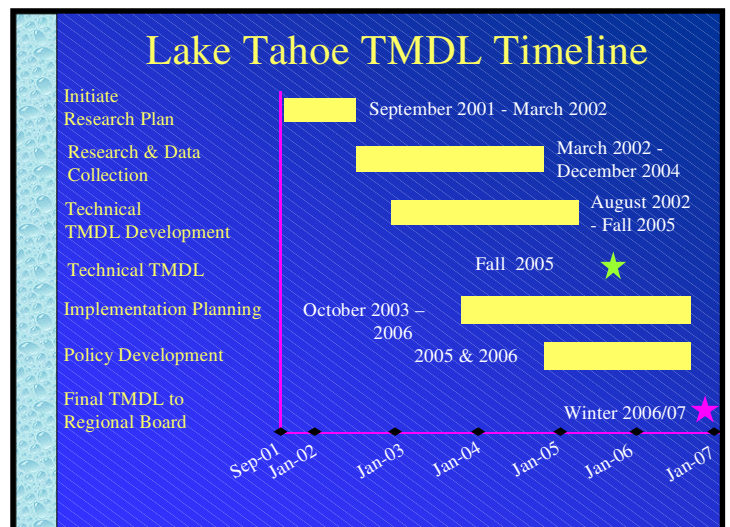 Lake Tahoe TMDL Timeline
Initiate
Research Plan
September 2001 - March 2002
Research & Data
Collection
March 2002 -
December 2004
Technical
TMDL Development
August 2002
- Fall 2005
Technical TMDL
Fall 2005
Implementation Planning
October 2003 –
2006
Policy Development
2005 & 2006
Final TMDL to
Regional Board
Winter 2006/07
Sep-01
Jan-02
Jan-03
Jan-04
Jan-05
Jan-06
Jan-07